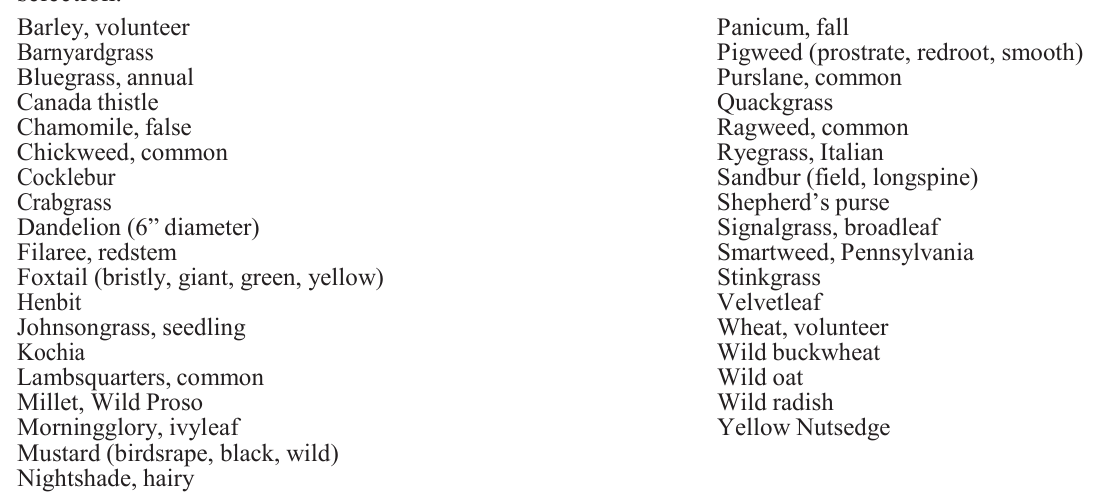 Barley, volunteer
Barnyardgrass
Bluegrass, annual
Canada thistle
Chamomile, false
Chickweed, common
Cocklebur
Crabgrass
Dandelion (6” diameter)
Filaree, redstem
Foxtail (bristly, giant, green, yellow)
Henbit
Johnsongrass, seedling
Kochia
Lambsquarters, common
Millet, Wild Proso
Morningglory, ivyleaf
Mustard (birdsrape, black, wild)
Nightshade, hairy
Panicum, fall
Pigweed (prostrate, redroot, smooth)
Purslane, common
Quackgrass
Ragweed, common
Ryegrass, Italian
Sandbur (field, longspine)
Shepherd’s purse
Signalgrass, broadleaf
Smartweed, Pennsylvania
Stinkgrass
Velvetleaf
Wheat, volunteer
Wild buckwheat
Wild oat
Wild radish
Yellow Nutsedge